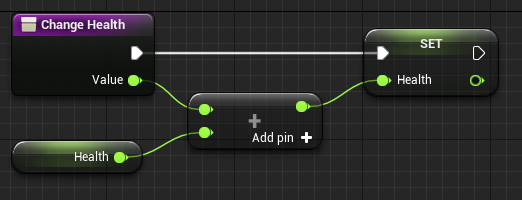 Change Health
SET
Value
Health
Add pin
Health